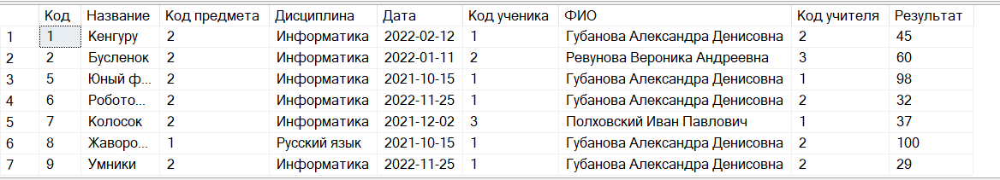 Код Название Код предмета Дисциплина Дата Код ученика ФИО Код учителя Результат
1 1 Кенгуру 2 Информатика 2022-02-12 1 Губанова Александра Денисовна 2 45
2 2 Бусленок 2 Информатика 2022-01-11 2 Ревунова Вероника Андреевна 3 60
3 5 Юный ф... 2 Информатика 2021-10-15 1 Губанова Александра Денисовна 1 98
4 6 Робото... 2 Информатика 2022-11-25 1 Губанова Александра Денисовна 2 32
5 7 Колосок 2 Информатика 2021-12-02 3 Полховский Иван Павлович 1 37
6 8 Жаворо... 1 Русский язык 2021-10-15 1 Губанова Александра Денисовна 2 100
7 9 Умники 2 Информатика 2022-11-25 1 Губанова Александра Денисовна 2 29